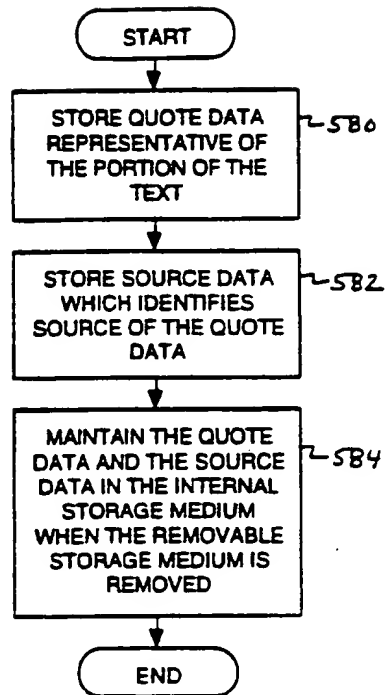 START
STORE QUOTE DATA
REPRESENTATIVE OF
THE PORTION OF THE
TEXT
580
STORE SOURCE DATA
WHICH IDENTIFIES
SOURCE OF THE QUOTE
DATA
582
MAINTAIN THE QUOTE
DATA AND THE SOURCE
DATA IN THE INTERNAL
STORAGE MEDIUM
WHEN THE REMOVABLE
STORAGE MEDIUM IS
REMOVED
584
END